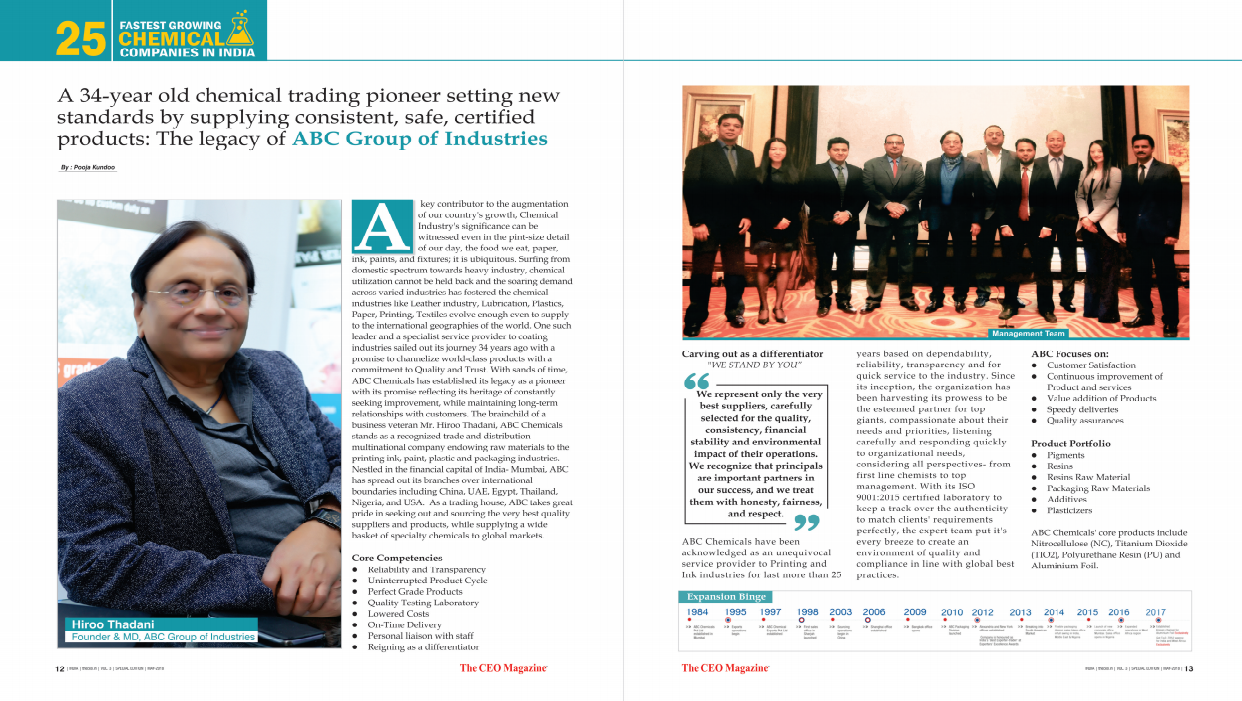 25
FASTEST GROWING
CHEMICAL
COMPANIES IN INDIA
A 34-year old chemical trading pioneer setting new
standards by supplying consistent, safe, certified
products: The legacy of ABC Group of Industries
By : Pooja Kundoo
A key contributor to the augmentation
of our country's growth, Chemical
Industry's significance can be
witnessed even in the pint-size detail
of our day, the food we eat, paper,
ink, paints, and fixtures; it is ubiquitous. Surfing from
domestic spectrum towards heavy industry, chemical
utilization cannot be held back and the soaring demand
across varied industries has fostered the chemical
industries like Leather industry, Lubrication, Plastics,
Paper, Printing, Textiles evolve enough even to supply
to the international geographies of the world. One such
leader and a specialist service provider to coating
industries sailed out its journey 34 years ago with a
promise to channelize world-class products with a
commitment to Quality and Trust. With sands of time,
ABC Chemicals has established its legacy as a pioneer
with its promise reflecting its heritage of constantly
seeking improvement, while maintaining long-term
relationships with customers. The brainchild of a
business veteran Mr. Hiroo Thadani, ABC Chemicals
stands as a recognized trade and distribution
multinational company endowing raw materials to the
printing ink, paint, plastic and packaging industries.
Nestled in the financial capital of India- Mumbai, ABC
has spread out its branches over international
boundaries including China, UAE, Egypt, Thailand,
Nigeria, and USA. As a trading house, ABC takes great
pride in seeking out and sourcing the very best quality
suppliers and products, while supplying a wide
basket of specialty chemicals to global markets.
Core Competencies
● Reliability and Transparency
● Uninterrupted Product Cycle
● Perfect Grade Products
● Quality Testing Laboratory
● Lowered Costs
● On-Time Delivery
● Personal liaison with staff
● Reigning as a differentiator
Hiroo Thadani
Founder & MD, ABC Group of Industries
12
The CEO Magazine
Management Team
Carving out as a differentiator
"WE STAND BY YOU"
“
We represent only the very
best suppliers, carefully
selected for the quality,
consistency, financial
stability and environmental
impact of their operations.
We recognize that principals
are important partners in
our success, and we treat
them with honesty, fairness,
and respect.
”
ABC Chemicals have been
acknowledged as an unequivocal
service provider to Printing and
Ink industries for last more than 25
years based on dependability,
reliability, transparency and for
quick service to the industry. Since
its inception, the organization has
been harvesting its prowess to be
the esteemed partner for top
giants, compassionate about their
needs and priorities, listening
carefully and responding quickly
to organizational needs,
considering all perspectives- from
first line chemists to top
management. With its ISO
9001:2015 certified laboratory to
keep a track over the authenticity
to match clients' requirements
perfectly, the expert team put it's
every breeze to create an
environment of quality and
compliance in line with global best
practices.
ABC Focuses on:
● Customer Satisfaction
● Continuous improvement of
Product and services
● Value addition of Products
● Speedy deliveries
● Quality assurances
Product Portfolio
● Pigments
● Resins
● Resins Raw Material
● Packaging Raw Materials
● Additives
● Plasticizers
ABC Chemicals' core products include
Nitrocellulose (NC), Titanium Dioxide
(TIO2), Polyurethane Resin (PU) and
Aluminium Foil.
Expansion Binge
1984 1995 1997 1998 2003 2006 2009 2010 2012 2013 2014 2015 2016 2017
The CEO Magazine
13